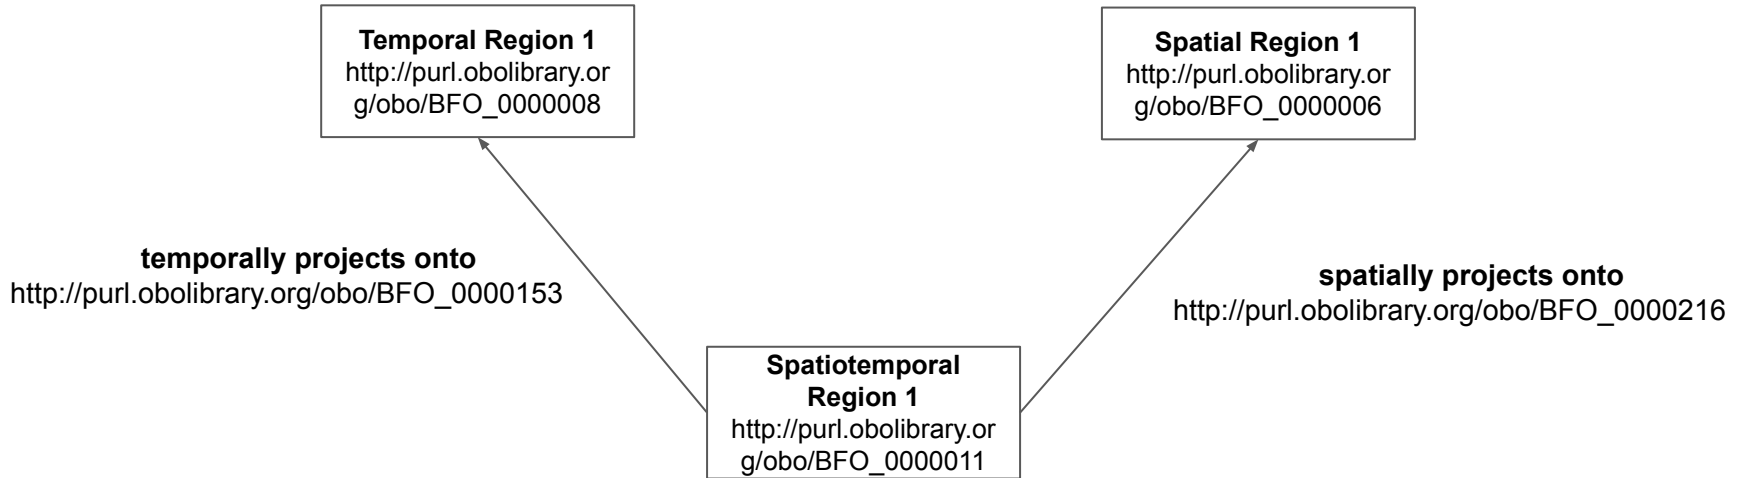 Temporal Region 1
http://purl.obolibrary.or
g/obo/BFO_0000008
Spatial Region 1
http://purl.obolibrary.or
g/obo/BFO_0000006
temporally projects onto
http://purl.obolibrary.org/obo/BFO_0000153
spatially projects onto
http://purl.obolibrary.org/obo/BFO_0000216
Spatiotemporal
Region 1
http://purl.obolibrary.or
g/obo/BFO_0000011